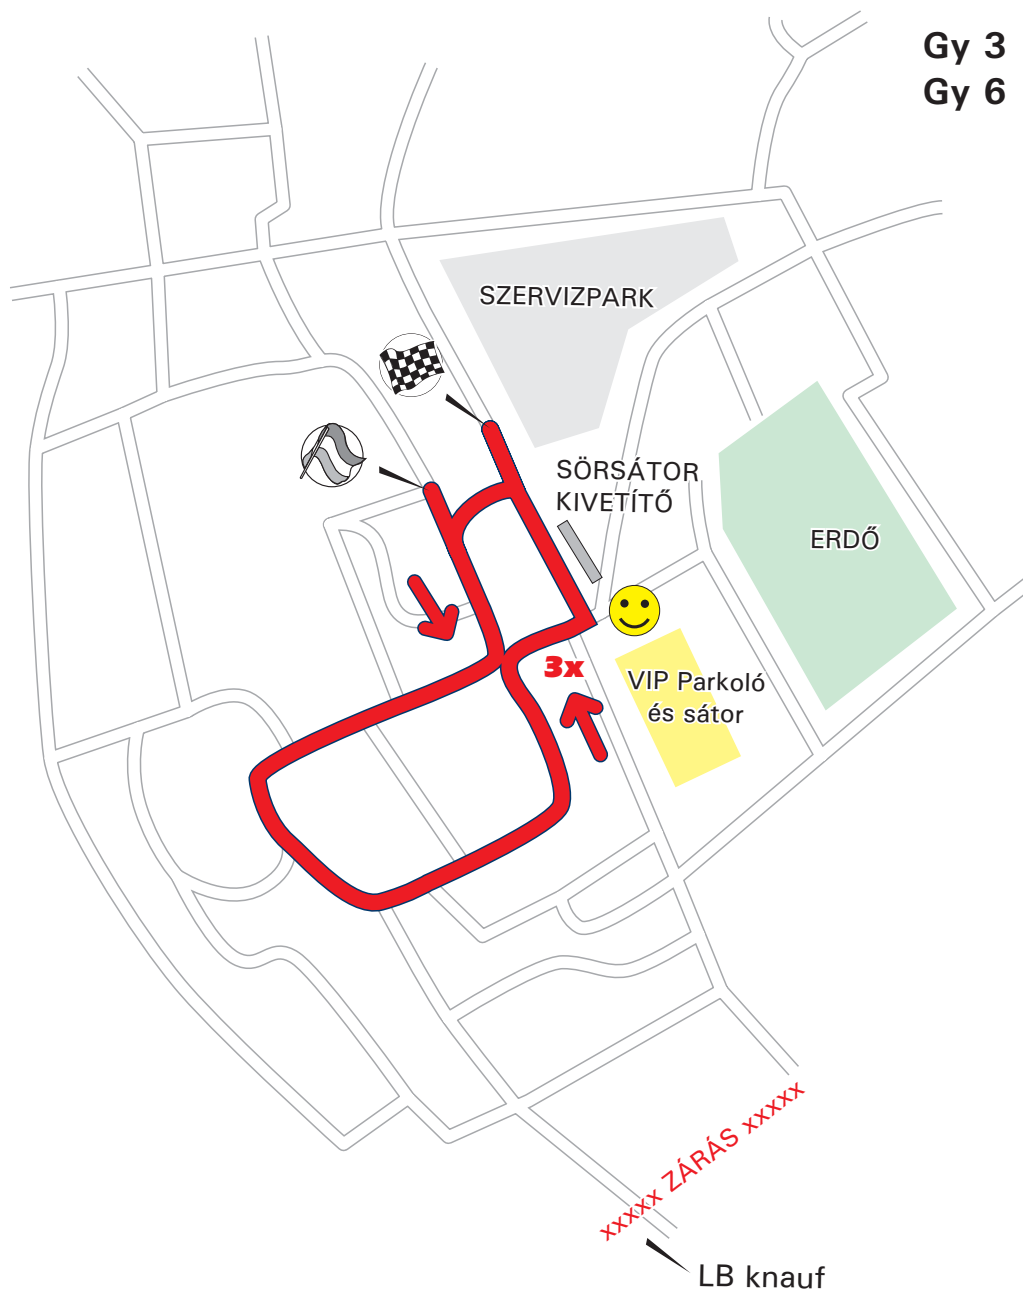 Gy 3
Gy 6
SZERVIZPARK
SÖRSÁTOR
KIVETÍTŐ
ERDŐ
3x
VIP Parkoló
és sátor
xxxxx ZÁRÁS xxxxx
LB knauf